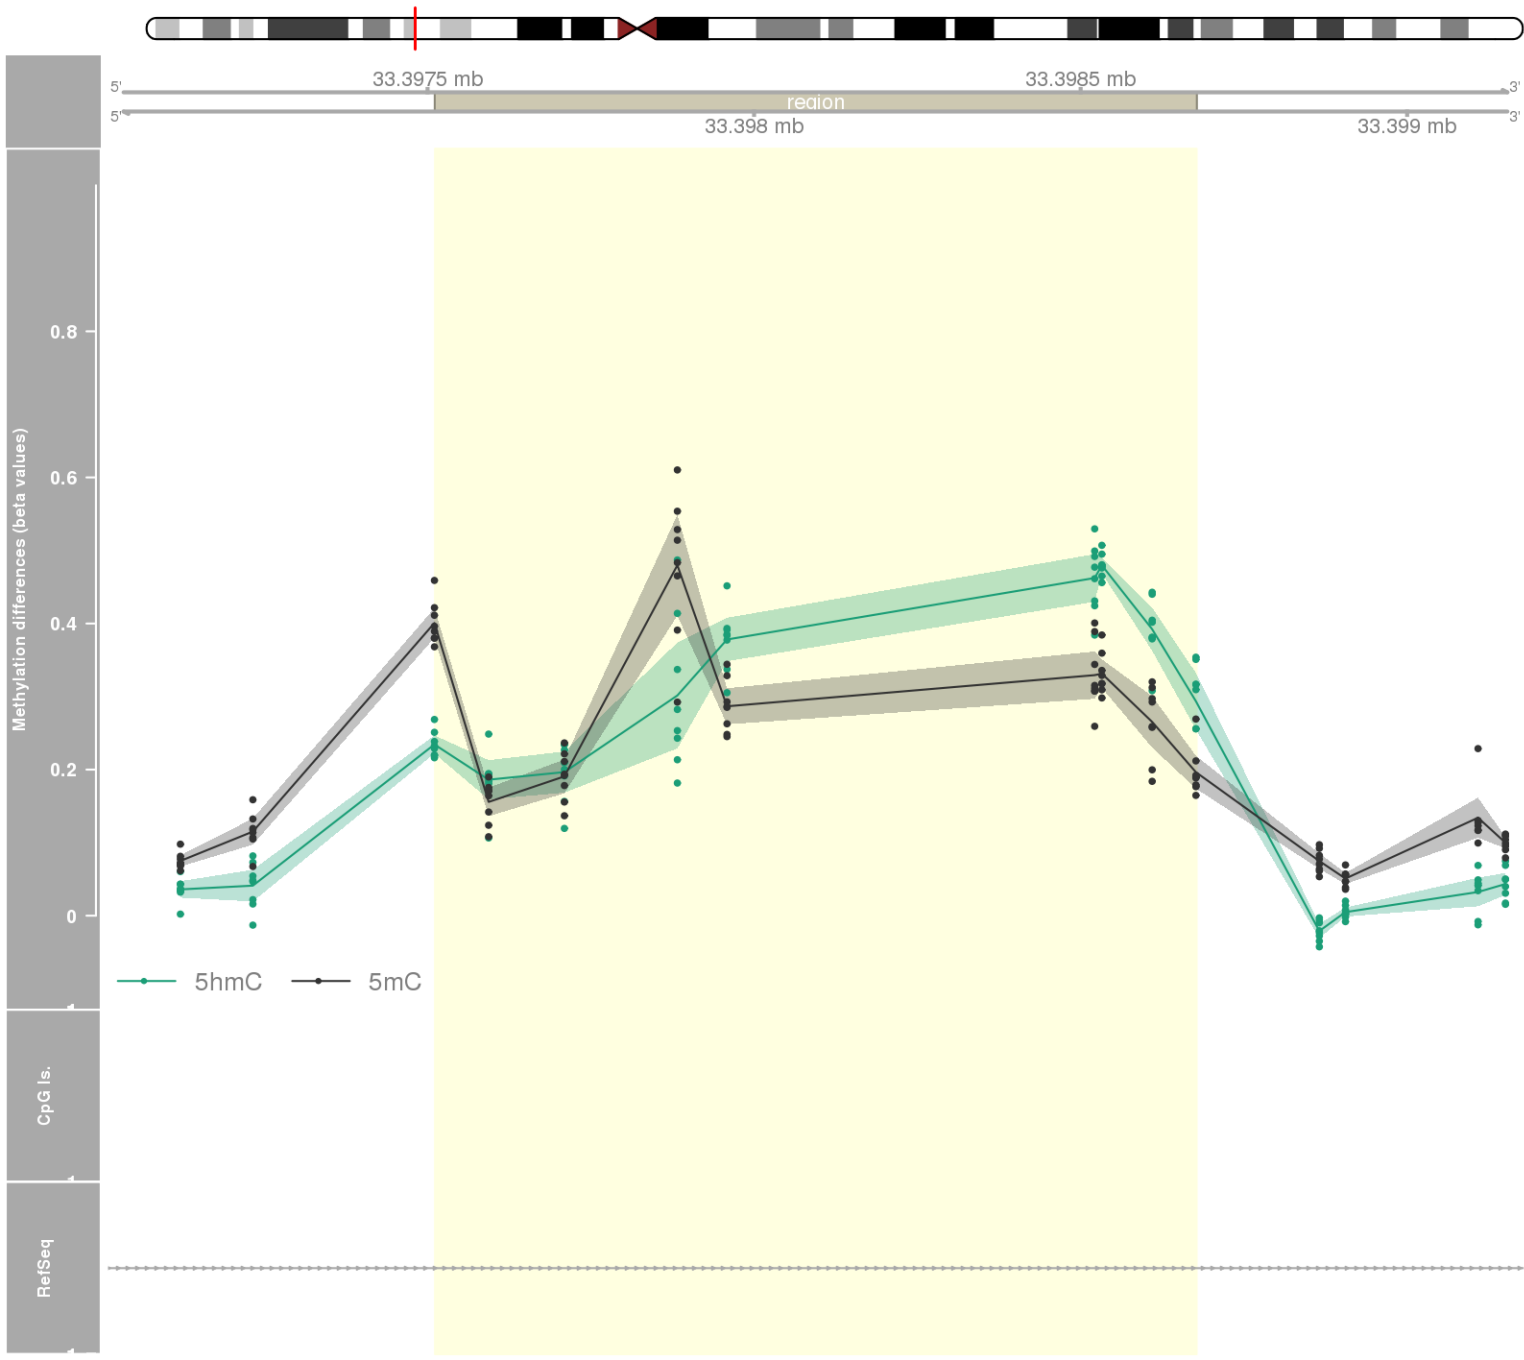 33.3975 mb
33.3985 mb
5'
3'
region
5'
3'
33.398 mb
33.399 mb
Methylation differences (beta values)
0.8
0.6
0.4
0.2
0
5hmC
5mC
CpG Is.
RefSeq